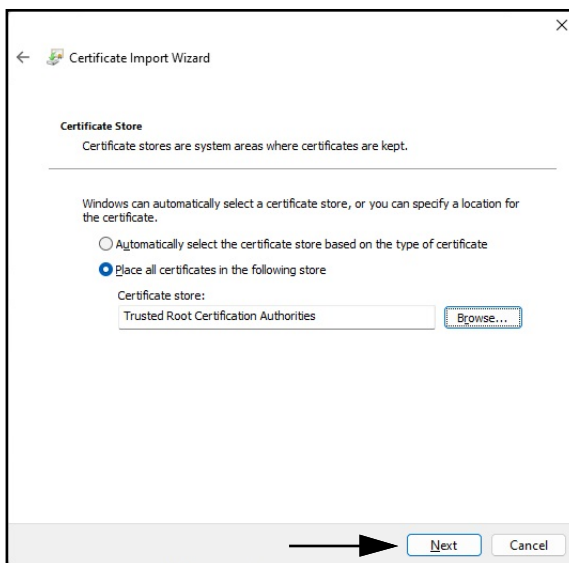 Certificate Import Wizard
Certificate Store
Certificate stores are system areas where certificates are kept.
Windows can automatically select a certificate store, or you can specify a location for
the certificate.
Automatically select the certificate store based on the type of certificate
Place all certificates in the following store
Certificate store:
Trusted Root Certification Authorities
Browse...
Next
Cancel